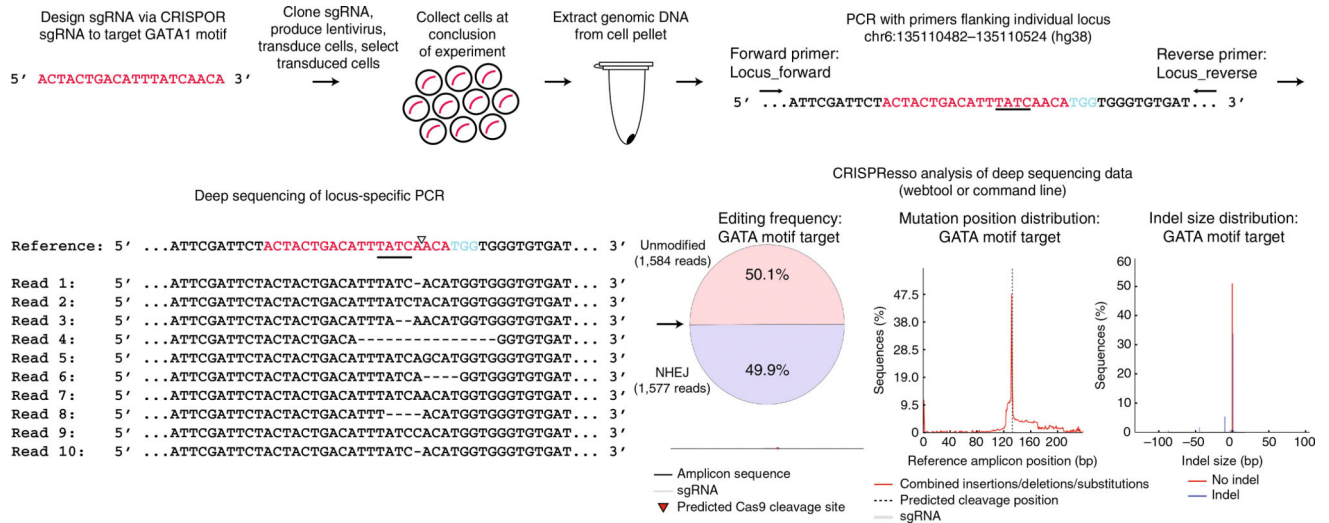 Design sgRNA via CRISPOR
sgRNA to target GATA1 motif
5′ ACTACTGACATTTATCAACA 3′
Clone sgRNA,
produce lentivirus,
transduce cells, select
transduced cells
Collect cells at
conclusion
of experiment
Extract genomic DNA
from cell pellet
PCR with primers flanking individual locus
chr6:135110482–135110524 (hg38)
Forward primer:
Locus_forward
Reverse primer:
Locus_reverse
5′ ...ATTCGATTCTACTACTGACATTTATCAACATGGTGGGTGTGAT... 3′
Deep sequencing of locus-specific PCR
Reference: 5′ ...ATTCGATTCTACTACTGACATTTATCAACATGGTGGGTGTGAT... 3′
Read 1: 5′ ...ATTCGATTCTACTACTGACATTTATC-ACATGGTGGGTGTGAT... 3′
Read 2: 5′ ...ATTCGATTCTACTACTGACATTTATCTACATGGTGGGTGTGAT... 3′
Read 3: 5′ ...ATTCGATTCTACTACTGACATTTA--AACATGGTGGGTGTGAT... 3′
Read 4: 5′ ...ATTCGATTCTACTACTGACA---------------GGTGTGAT... 3′
Read 5: 5′ ...ATTCGATTCTACTACTGACATTTATCAGCATGGTGGGTGTGAT... 3′
Read 6: 5′ ...ATTCGATTCTACTACTGACATTTATCA----GGTGGGTGTGAT... 3′
Read 7: 5′ ...ATTCGATTCTACTACTGACATTTATCAACATGGTGGGTGTGAT... 3′
Read 8: 5′ ...ATTCGATTCTACTACTGACATTT----ACATGGTGGGTGTGAT... 3′
Read 9: 5′ ...ATTCGATTCTACTACTGACATTTATCCACATGGTGGGTGTGAT... 3′
Read 10: 5′ ...ATTCGATTCTACTACTGACATTTATC-ACATGGTGGGTGTGAT... 3′
CRISPResso analysis of deep sequencing data
(webtool or command line)
Editing frequency:
GATA motif target
Unmodified
(1,584 reads)
50.1%
NHEJ
(1,577 reads)
49.9%
Amplicon sequence
sgRNA
Predicted Cas9 cleavage site
Mutation position distribution:
GATA motif target
Sequences (%)
47.5
38.0
28.5
19.0
9.5
0
0 40 80 120 160 200
Reference amplicon position (bp)
Combined insertions/deletions/substitutions
Predicted cleavage position
sgRNA
Indel size distribution:
GATA motif target
Sequences (%)
60
50
40
30
20
10
0
−100 −50 0 50 100
Indel size (bp)
No indel
Indel